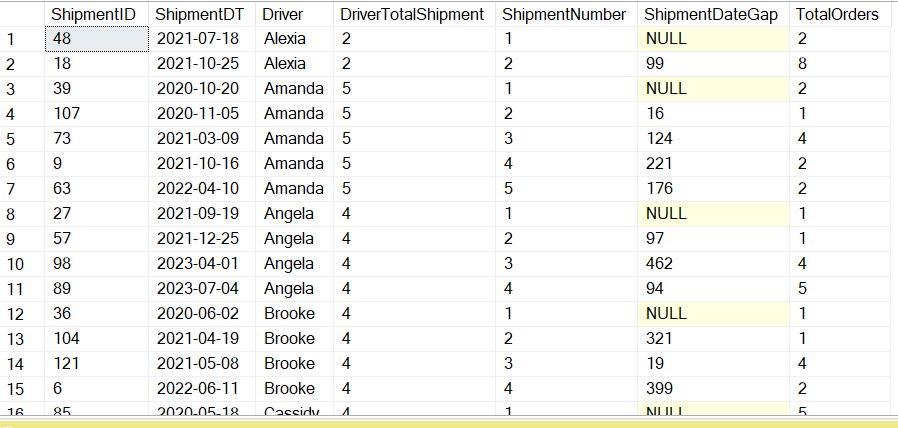 ShipmentID ShipmentDT Driver DriverTotalShipment ShipmentNumber ShipmentDateGap TotalOrders
1 48 2021-07-18 Alexia 2 1 NULL 2
2 18 2021-10-25 Alexia 2 2 99 8
3 39 2020-10-20 Amanda 5 1 NULL 2
4 107 2020-11-05 Amanda 5 2 16 1
5 73 2021-03-09 Amanda 5 3 124 4
6 9 2021-10-16 Amanda 5 4 221 2
7 63 2022-04-10 Amanda 5 5 176 2
8 27 2021-09-19 Angela 4 1 NULL 1
9 57 2021-12-25 Angela 4 2 97 1
10 98 2023-04-01 Angela 4 3 462 4
11 89 2023-07-04 Angela 4 4 94 5
12 36 2020-06-02 Brooke 4 1 NULL 1
13 104 2021-04-19 Brooke 4 2 321 1
14 121 2021-05-08 Brooke 4 3 19 4
15 6 2022-06-11 Brooke 4 4 399 2
16 85 2020-05-18 Cassidy 4 1 NULL 5